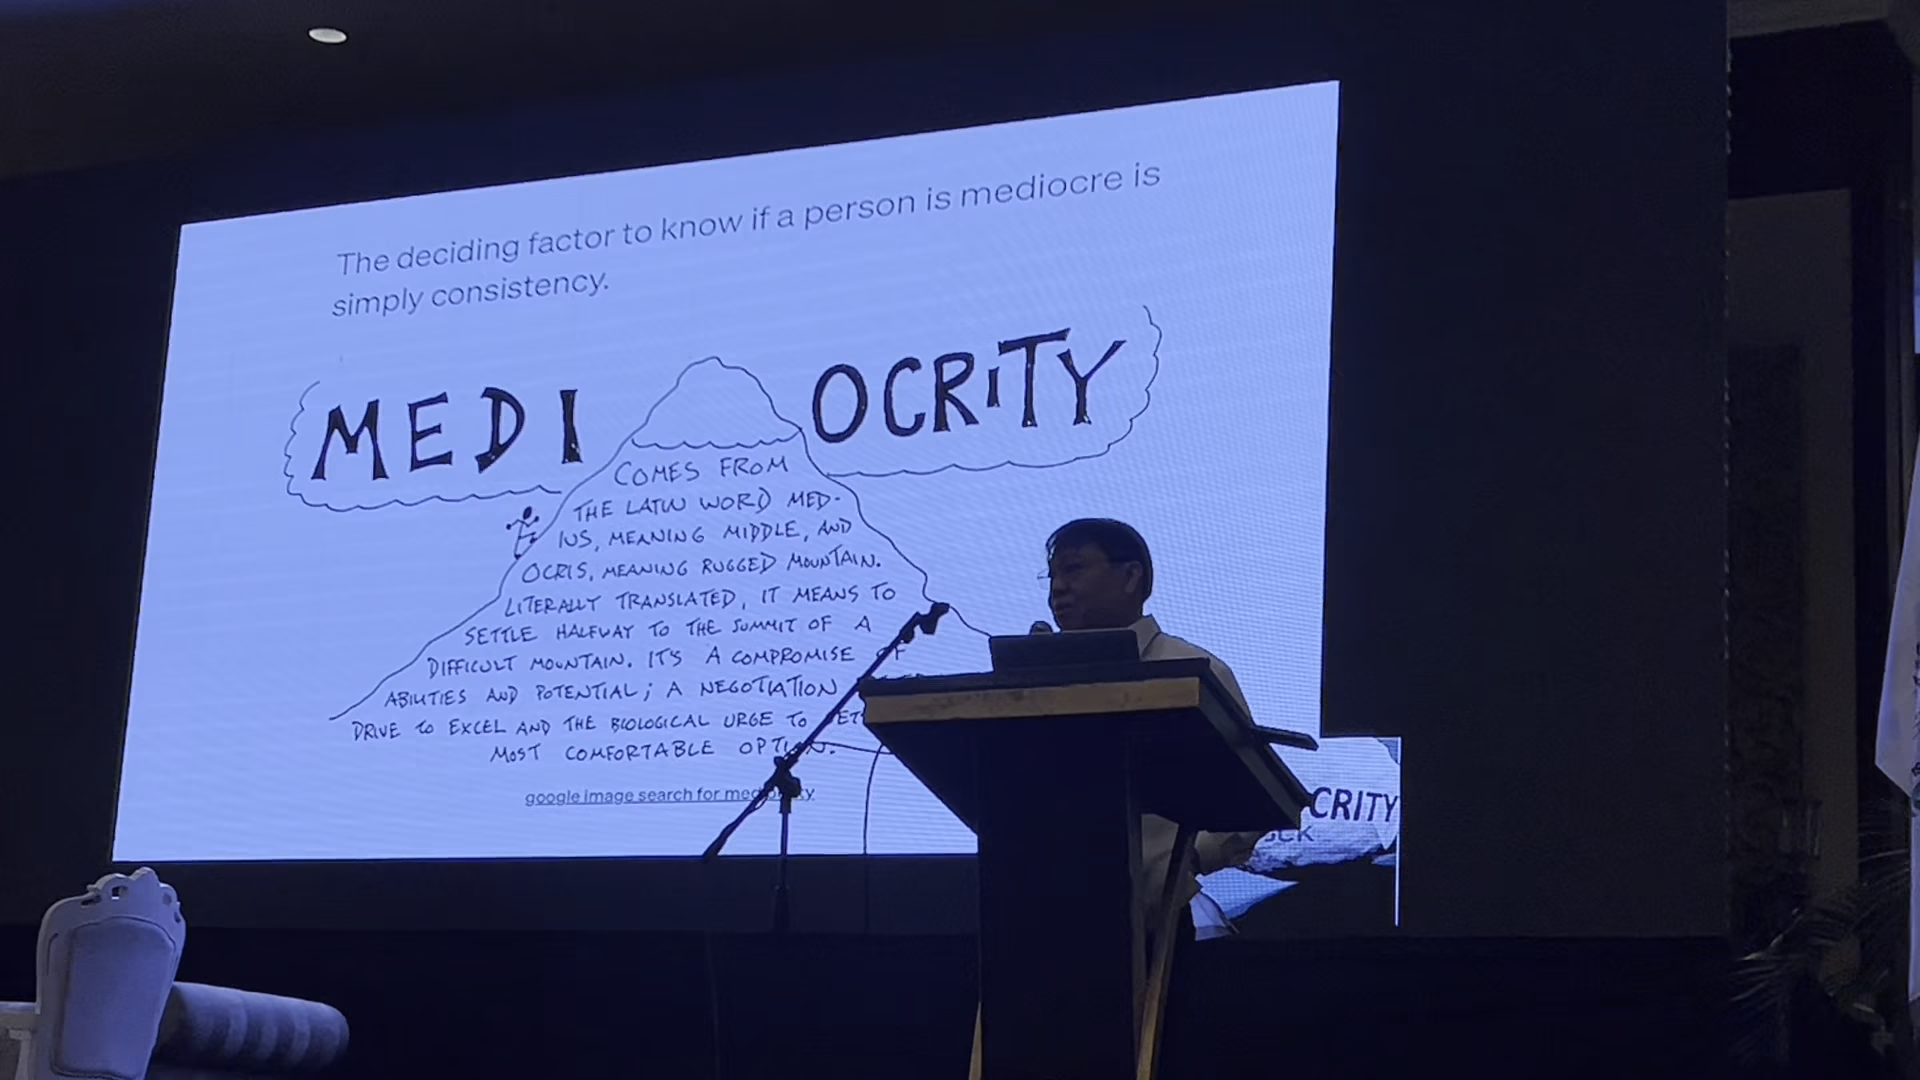 The deciding factor to know if a person is mediocre is
simply consistency.
MEDI OCRITY
COMES FROM
THE LATIN WORD MED-
IUS, MEANING MIDDLE, AND
OCRIS, MEANING RUGGED MOUNTAIN.
LITERALLY TRANSLATED, IT MEANS TO
SETTLE HALFWAY TO THE SUMMIT OF A
DIFFICULT MOUNTAIN. IT'S A COMPROMISE OF
ABILITIES AND POTENTIAL; A NEGOTIATION
DRIVE TO EXCEL AND THE BIOLOGICAL URGE TO
MOST COMFORTABLE OPTION.
google image search for mediocrity
CRITY